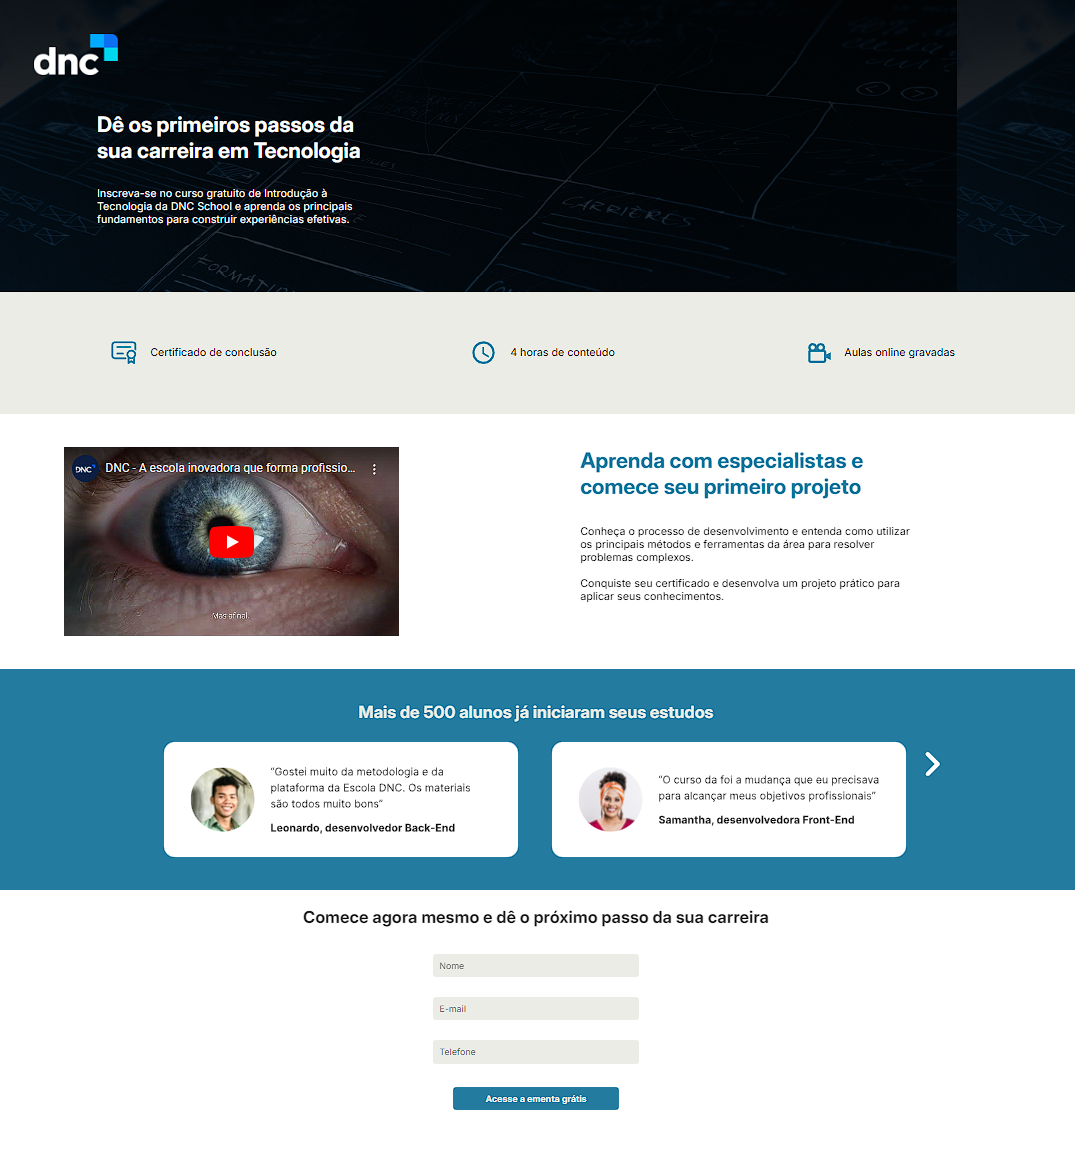 dnc
Dê os primeiros passos da
sua carreira em Tecnologia
Inscreva-se no curso gratuito de Introdução à
Tecnologia da DNC School e aprenda os principais
fundamentos para construir experiências efetivas.
CARRIÈRES
FORMATI
Certificado de conclusão
4 horas de conteúdo
Aulas online gravadas
DNC
DNC - A escola inovadora que forma profissio...
Mas afinal,
Aprenda com especialistas e
comece seu primeiro projeto
Conheça o processo de desenvolvimento e entenda como utilizar
os principais métodos e ferramentas da área para resolver
problemas complexos.
Conquiste seu certificado e desenvolva um projeto prático para
aplicar seus conhecimentos.
Mais de 500 alunos já iniciaram seus estudos
“Gostei muito da metodologia e da
plataforma da Escola DNC. Os materiais
são todos muito bons”
Leonardo, desenvolvedor Back-End
“O curso da foi a mudança que eu precisava
para alcançar meus objetivos profissionais”
Samantha, desenvolvedora Front-End
Comece agora mesmo e dê o próximo passo da sua carreira
Nome
E-mail
Telefone
Acesse a ementa grátis